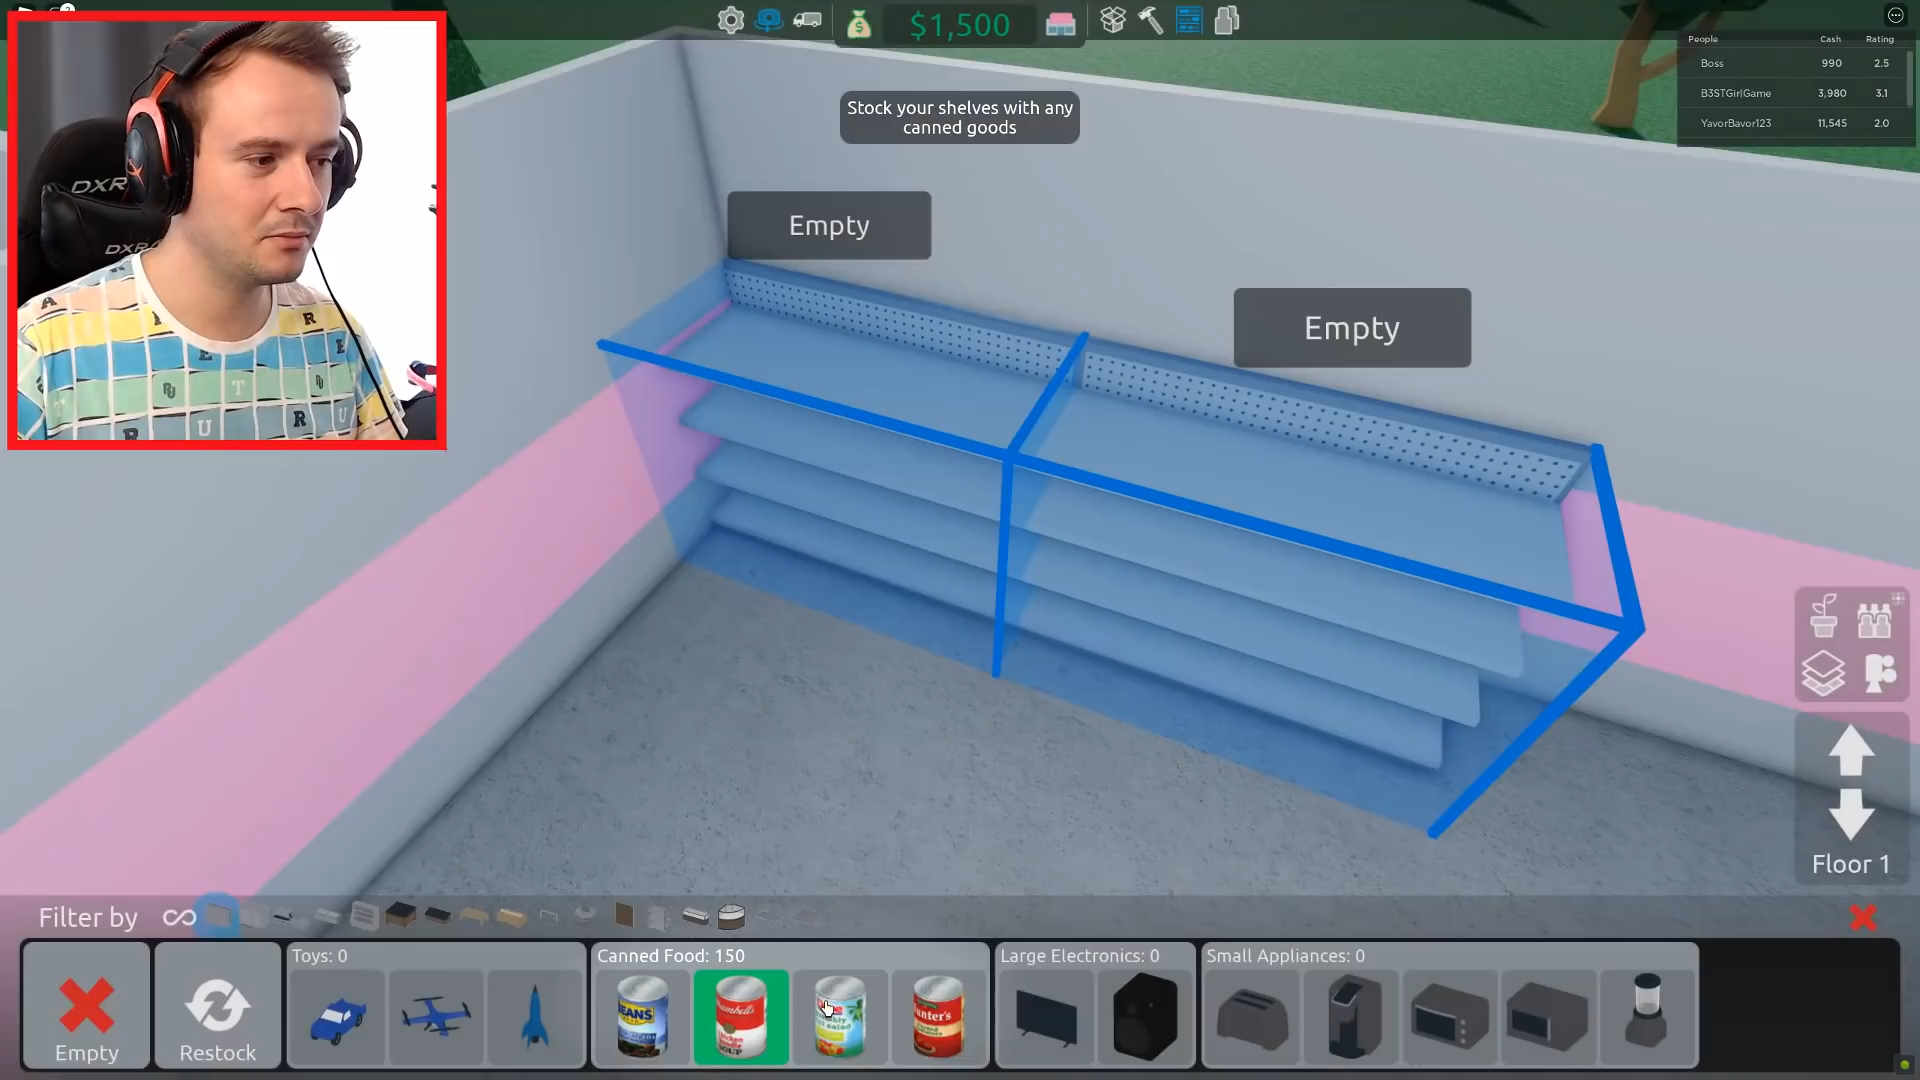 $1,500
People Cash Rating
Boss 990 2.5
B3STGirlGame 3,980 3.1
YavorBavor123 11,545 2.0
Stock your shelves with any
canned goods
Empty
Empty
DXR
DXR
Floor 1
Filter by
Toys: 0
Canned Food: 150
Large Electronics: 0
Small Appliances: 0
Empty
Restock